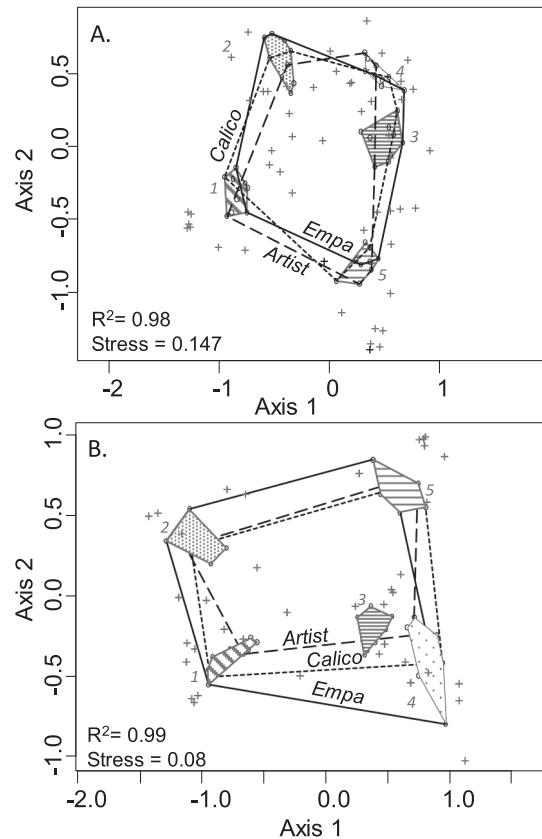 A.
2
4
3
1
5
Calico
Empa
Artist
R²= 0.98
Stress = 0.147
Axis 2
0.5
0.0
-0.5
-1.0
-2
-1
0
1
Axis 1
B.
5
2
3
1
4
Artist
Calico
Empa
R²= 0.99
Stress = 0.08
Axis 2
1.0
0.5
0.0
-0.5
-1.0
-2.0
-1.0
0.0
1.0
Axis 1